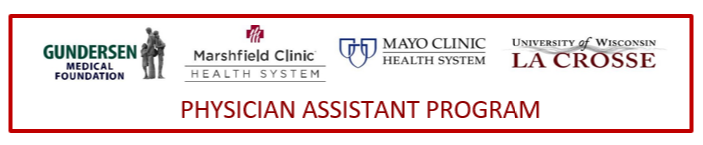 GUNDERSEN
MEDICAL
FOUNDATION
Marshfield Clinic
HEALTH SYSTEM
MAYO CLINIC
HEALTH SYSTEM
UNIVERSITY of WISCONSIN
LA CROSSE
PHYSICIAN ASSISTANT PROGRAM